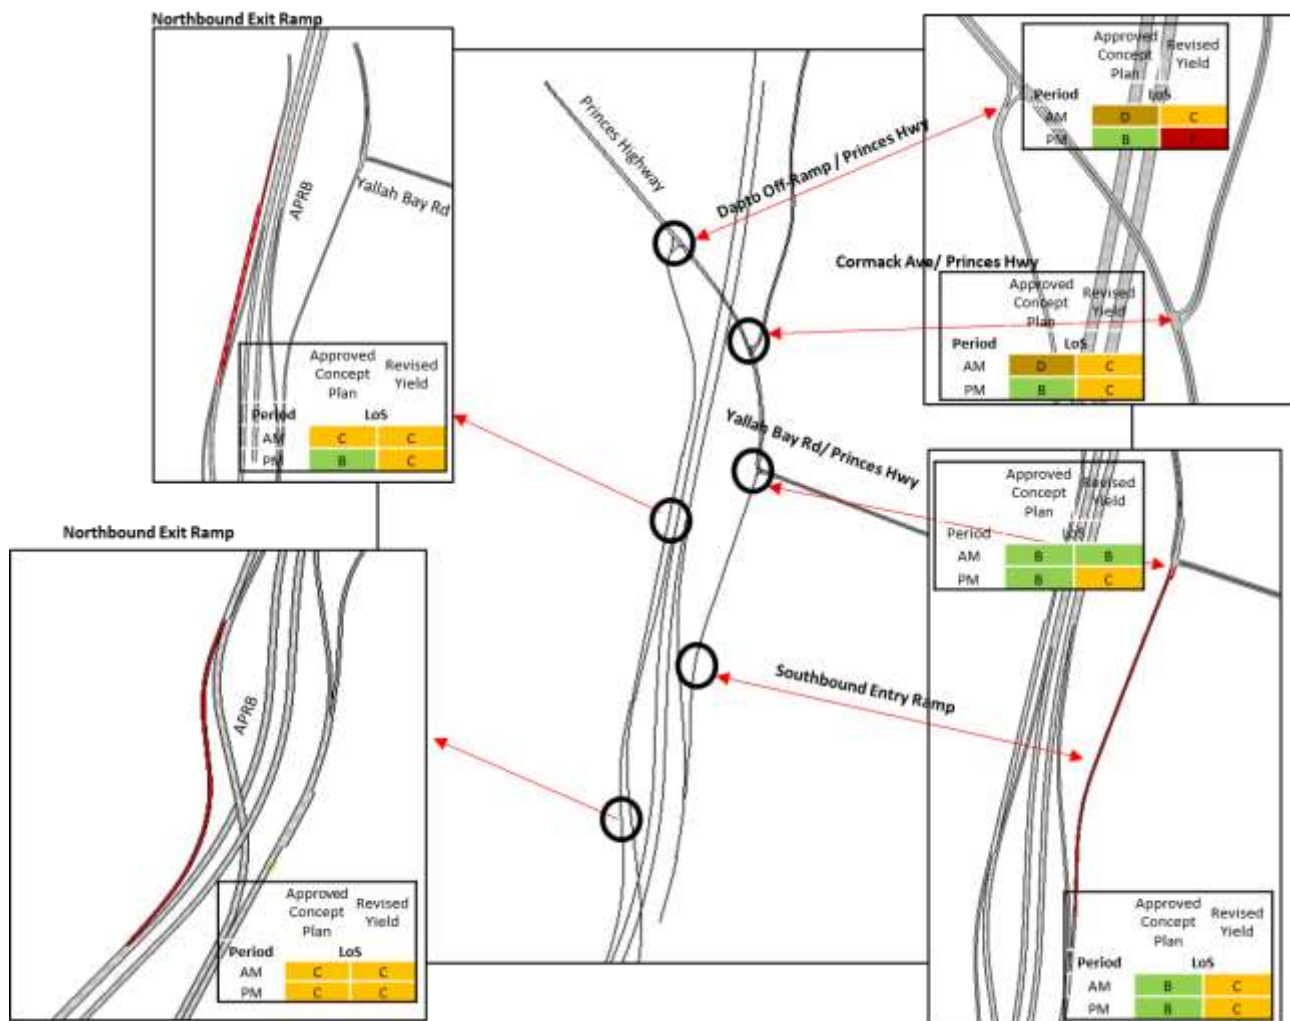 Northbound Exit Ramp
APRB
Yallah Bay Rd
Approved Revised
Concept Yield
Plan
Period LoS
AM C C
PM B C
Northbound Exit Ramp
APRB
Approved Revised
Concept Yield
Plan
Period LoS
AM C C
PM C C
Princes Highway
Dapto Off-Ramp / Princes Hwy
Cormack Ave/ Princes Hwy
Yallah Bay Rd/ Princes Hwy
Southbound Entry Ramp
Approved Revised
Concept Yield
Plan
Period LoS
AM D C
PM B
Approved Revised
Concept Yield
Plan
Period LoS
AM D C
PM B C
Approved Revised
Concept Yield
Plan
Period LoS
AM B B
PM B C
Approved Revised
Concept Yield
Plan
Period LoS
AM B C
PM B C